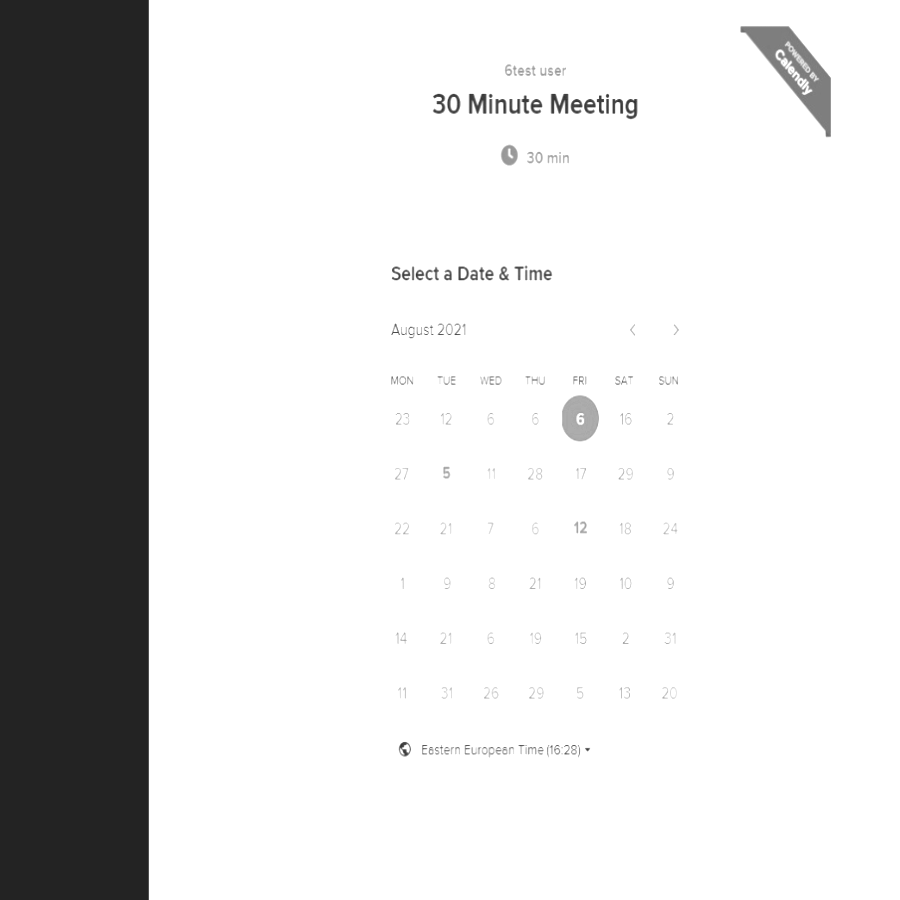 POWERED BY
Calendly
6test user
30 Minute Meeting
30 min
Select a Date & Time
August 2021
MON TUE WED THU FRI SAT SUN
23 12 6 6 6 16 2
27 5 11 28 17 29 9
22 21 7 6 12 18 24
1 9 8 21 19 10 9
14 21 6 19 15 2 31
11 31 26 29 5 13 20
Eastern European Time (16:28)